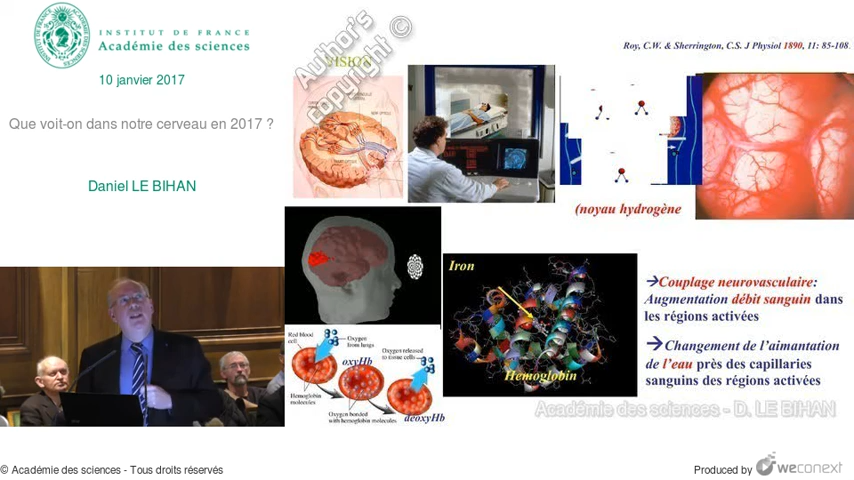 INSTITUT DE FRANCE
Académie des sciences
10 janvier 2017
Que voit-on dans notre cerveau en 2017 ?
Daniel LE BIHAN
Author's
copyright ©
VISION
Roy, C.W. & Sherrington, C.S. J Physiol 1890, 11: 85-108.
(noyau hydrogène
Iron
Hemoglobin
Red blood
cell
Oxygen
from lungs
oxyHb
Oxygen released
to tissue cells
Hemoglobin
molecules
Oxygen bonded
with hemoglobin molecules
deoxyHb
→Couplage neurovasculaire:
Augmentation débit sanguin dans
les régions activées
→Changement de l'aimantation
de l'eau près des capillaries
sanguins des régions activées
Académie des sciences - D. LE BIHAN
© Académie des sciences - Tous droits réservés
Produced by weconext